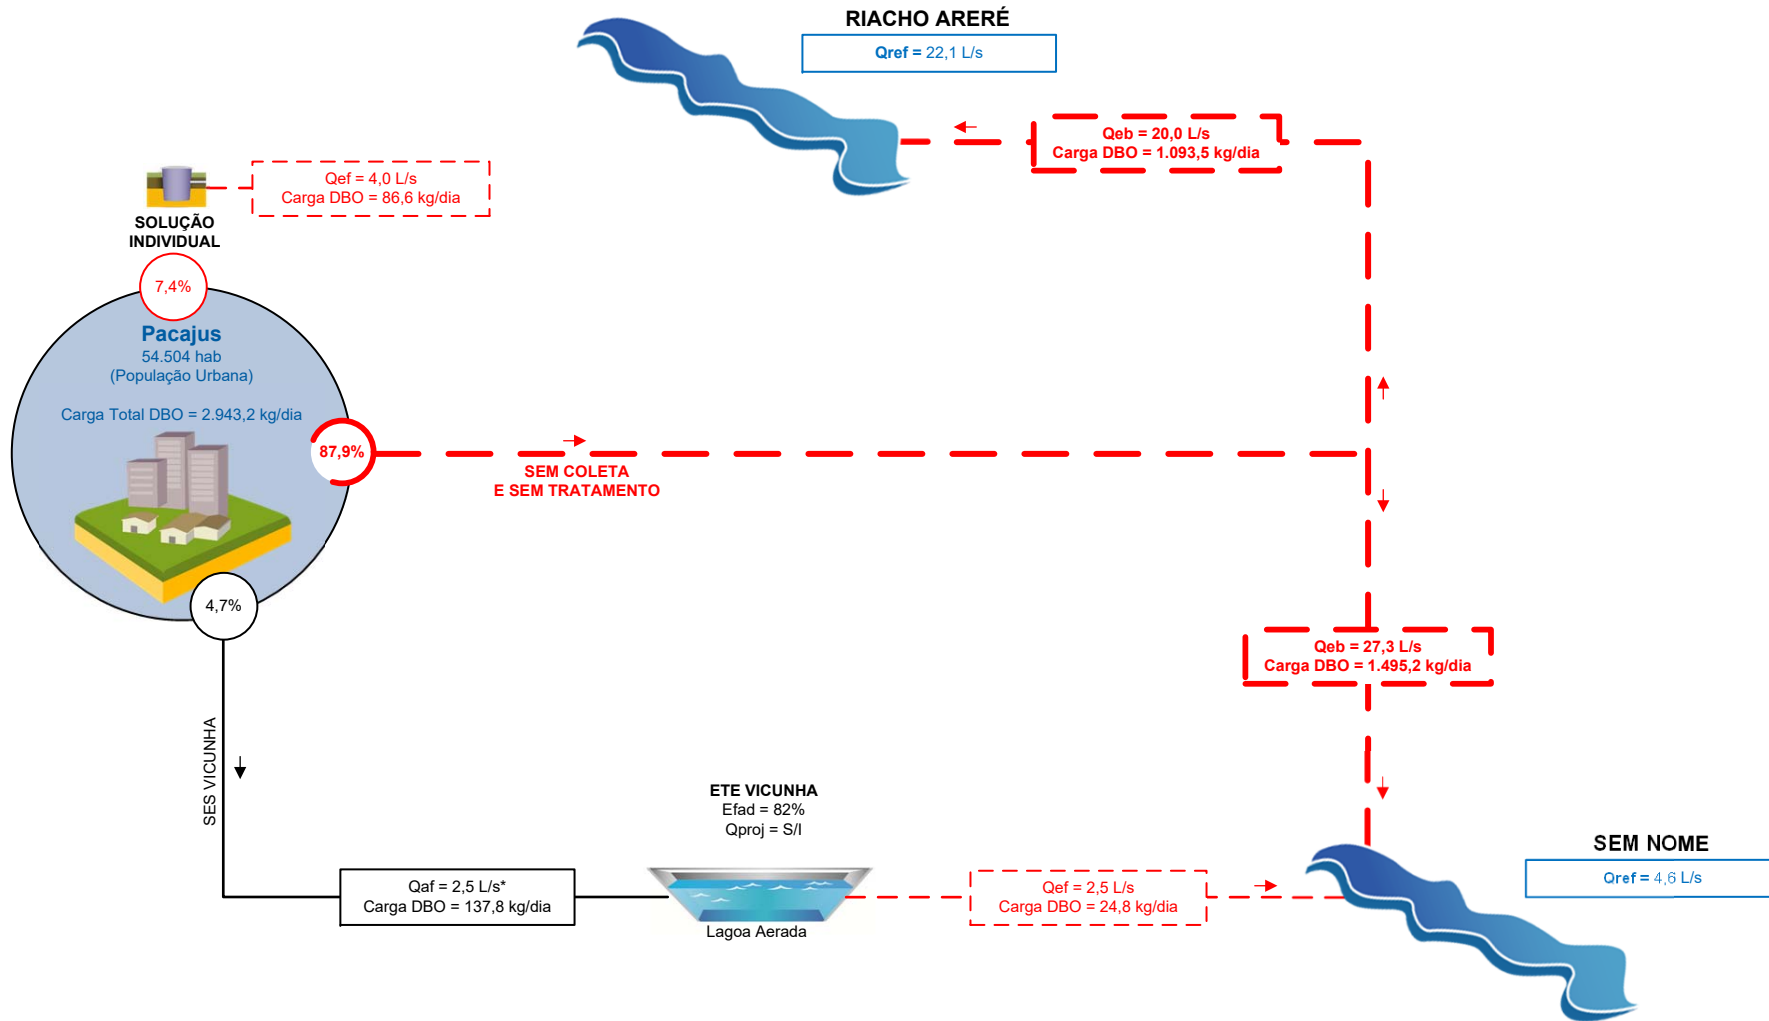 RIACHO ARERÉ
Qref = 22,1 L/s
Qeb = 20,0 L/s
Carga DBO = 1.093,5 kg/dia
Qef = 4,0 L/s
Carga DBO = 86,6 kg/dia
SOLUÇÃO
INDIVIDUAL
7,4%
Pacajus
54.504 hab
(População Urbana)
Carga Total DBO = 2.943,2 kg/dia
87,9%
SEM COLETA
E SEM TRATAMENTO
4,7%
Qeb = 27,3 L/s
Carga DBO = 1.495,2 kg/dia
SES VICUNHA
ETE VICUNHA
Efad = 82%
Qproj = S/I
Qaf = 2,5 L/s*
Carga DBO = 137,8 kg/dia
Lagoa Aerada
Qef = 2,5 L/s
Carga DBO = 24,8 kg/dia
SEM NOME
Qref = 4,6 L/s